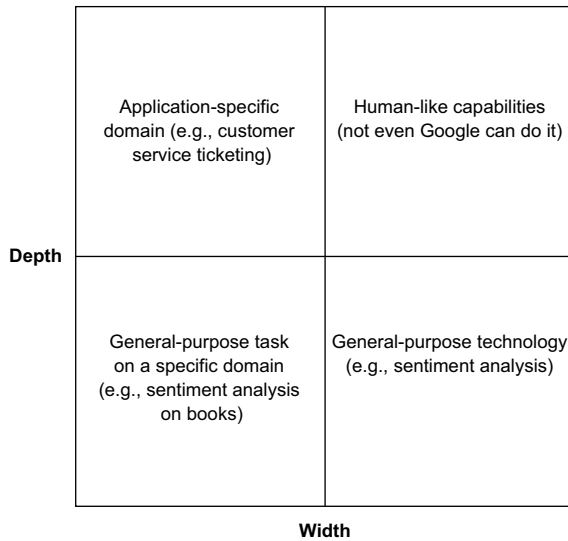 Application-specific
domain (e.g., customer
service ticketing)
Human-like capabilities
(not even Google can do it)
Depth
General-purpose task
on a specific domain
(e.g., sentiment analysis
on books)
General-purpose technology
(e.g., sentiment analysis)
Width